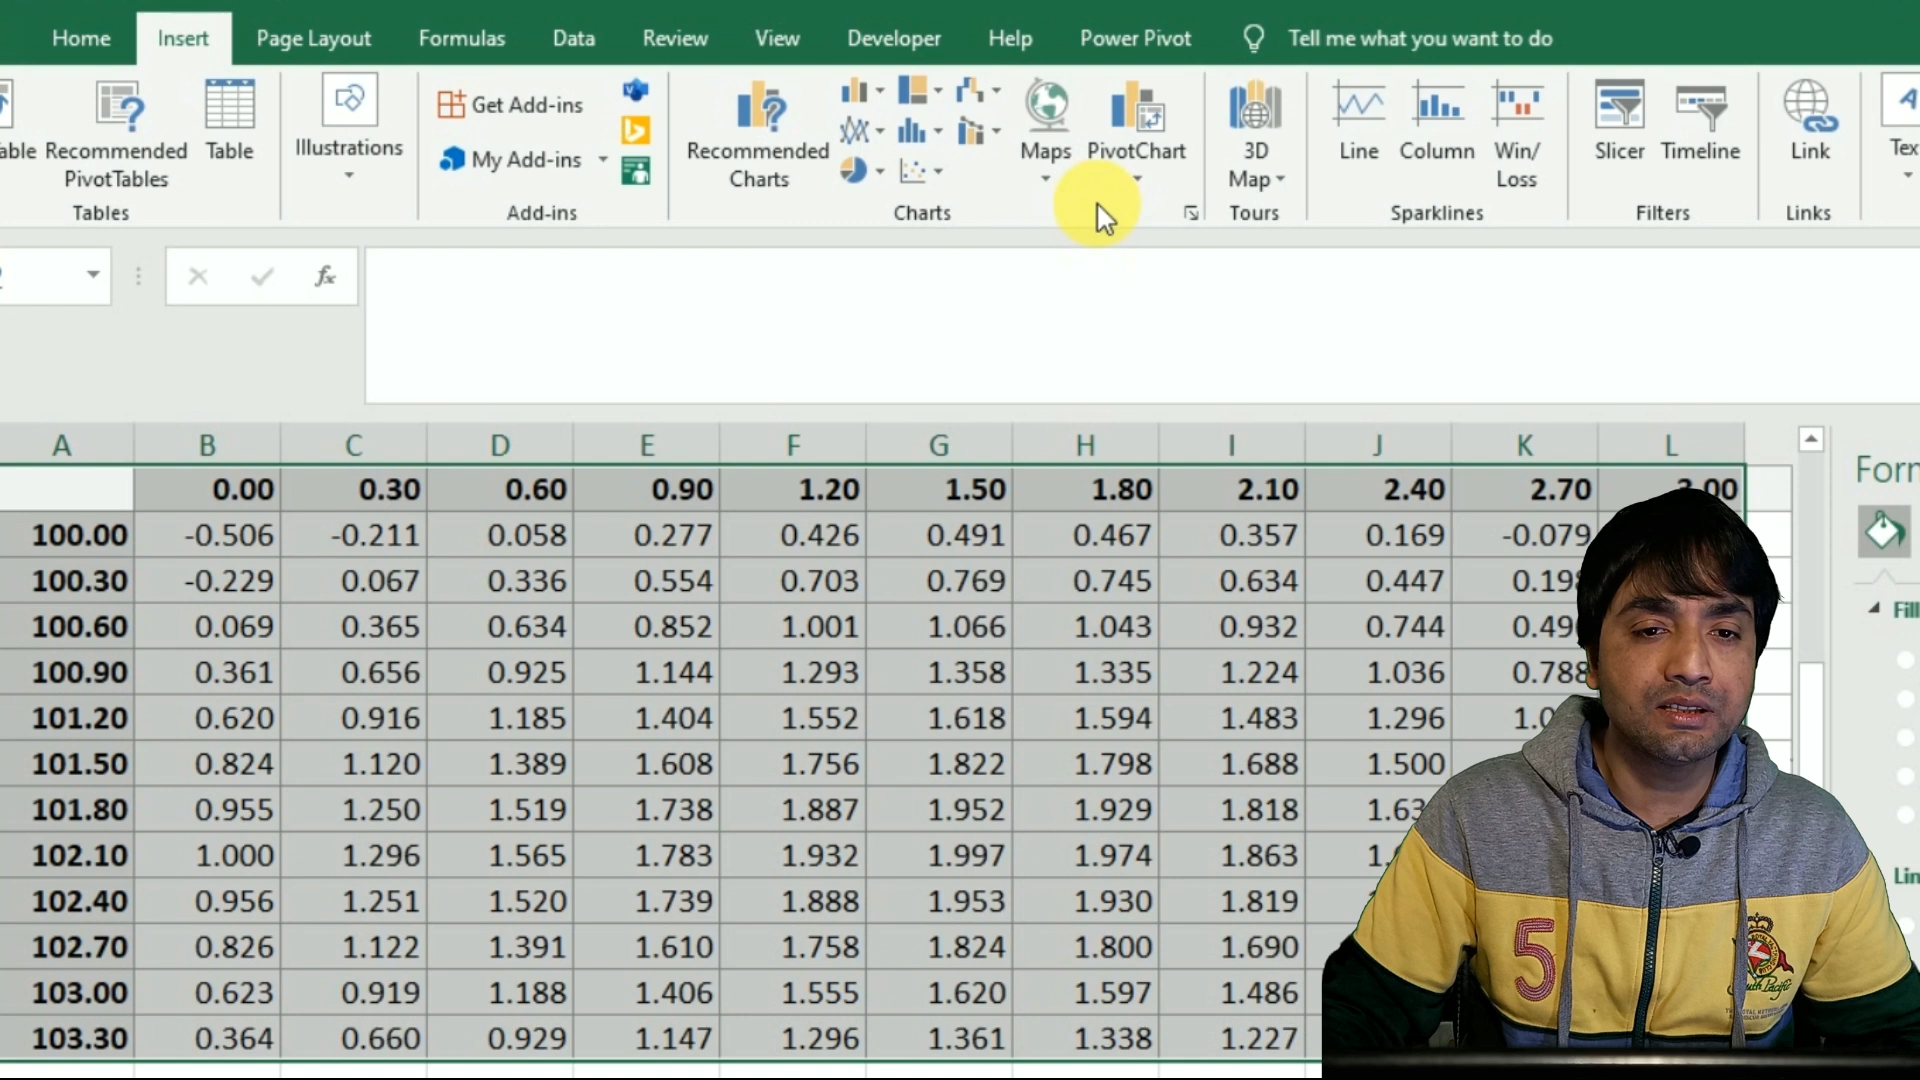 Home Insert Page Layout Formulas Data Review View Developer Help Power Pivot Tell me what you want to do
Recommended PivotTables
Table
Tables
Illustrations
Get Add-ins
My Add-ins
Add-ins
Recommended Charts
Maps
PivotChart
Charts
3D Map
Tours
Line
Column
Win/ Loss
Sparklines
Slicer
Timeline
Filters
Link
Links
fx
A B C D E F G H I J K L
0.00 0.30 0.60 0.90 1.20 1.50 1.80 2.10 2.40 2.70 3.00
100.00 -0.506 -0.211 0.058 0.277 0.426 0.491 0.467 0.357 0.169 -0.079
100.30 -0.229 0.067 0.336 0.554 0.703 0.769 0.745 0.634 0.447
100.60 0.069 0.365 0.634 0.852 1.001 1.066 1.043 0.932 0.744
100.90 0.361 0.656 0.925 1.144 1.293 1.358 1.335 1.224 1.036 0.788
101.20 0.620 0.916 1.185 1.404 1.552 1.618 1.594 1.483 1.296
101.50 0.824 1.120 1.389 1.608 1.756 1.822 1.798 1.688 1.500
101.80 0.955 1.250 1.519 1.738 1.887 1.952 1.929 1.818
102.10 1.000 1.296 1.565 1.783 1.932 1.997 1.974 1.863
102.40 0.956 1.251 1.520 1.739 1.888 1.953 1.930 1.819
102.70 0.826 1.122 1.391 1.610 1.758 1.824 1.800 1.690
103.00 0.623 0.919 1.188 1.406 1.555 1.620 1.597 1.486
103.30 0.364 0.660 0.929 1.147 1.296 1.361 1.338 1.227
Fill
5
South Pacific